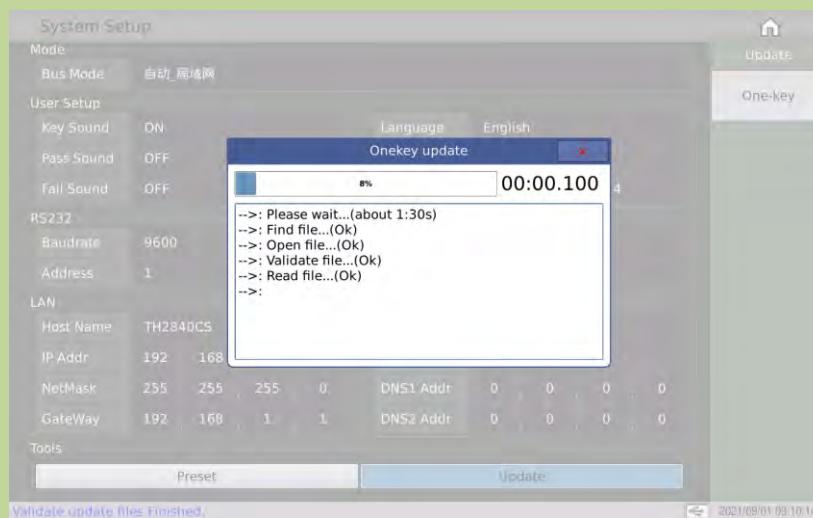 System Setup
Mode
Update
Bus Mode 自动_局域网
One-key
User Setup
Key Sound ON Language English
Pass Sound OFF
Onekey update x
Fail Sound OFF 4
8% 00:00.100
-->: Please wait...(about 1:30s)
-->: Find file...(Ok)
-->: Open file...(Ok)
-->: Validate file...(Ok)
-->: Read file...(Ok)
-->:
RS232
Baudrate 9600
Address 1
LAN
Host Name TH2840CS
IP Addr 192 168
NetMask 255 . 255 . 255 . 0 DNS1 Addr 0 . 0 . 0 . 0
GateWay 192 . 168 . 1 . 1 DNS2 Addr 0 . 0 . 0 . 0
Tools
Preset Update
Validate update files Finished. 2021/09/01